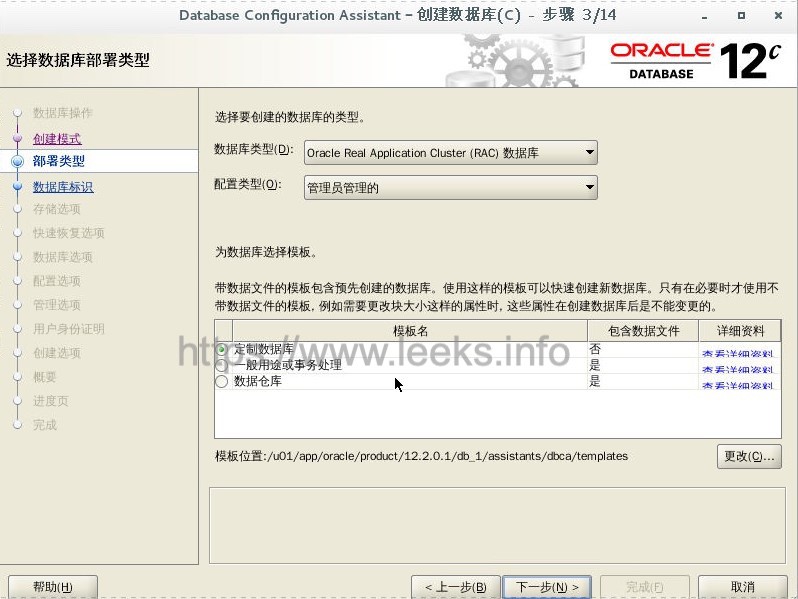 Database Configuration Assistant - 创建数据库(C) - 步骤 3/14
选择数据库部署类型
ORACLE
DATABASE
12c
数据库操作
创建模式
部署类型
数据库标识
存储选项
快速恢复选项
数据库选项
配置选项
管理选项
用户身份证明
创建选项
概要
进度页
完成
选择要创建的数据库的类型。
数据库类型(D): Oracle Real Application Cluster (RAC) 数据库
配置类型(O): 管理员管理的
为数据库选择模板。
带数据文件的模板包含预先创建的数据库。使用这样的模板可以快速创建新数据库。只有在必要时才使用不
带数据文件的模板, 例如需要更改块大小这样的属性时, 这些属性在创建数据库后是不能变更的。
模板名 包含数据文件 详细资料
定制数据库 否 查看详细资料
一般用途或事务处理 是 查看详细资料
数据仓库 是 查看详细资料
https://www.leeks.info
模板位置:/u01/app/oracle/product/12.2.0.1/db_1/assistants/dbca/templates
更改(C)...
帮助(H) < 上一步(B) 下一步(N) > 完成(F) 取消